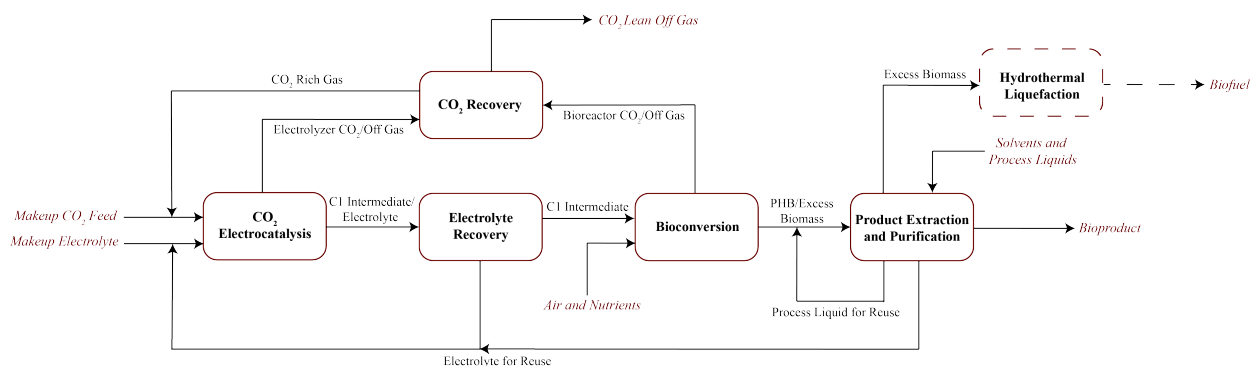 CO₂ Lean Off Gas
CO₂ Rich Gas
CO₂ Recovery
Electrolyzer CO₂/Off Gas
Bioreactor CO₂/Off Gas
Excess Biomass
Hydrothermal
Liquefaction
Biofuel
Solvents and
Process Liquids
Makeup CO₂ Feed
Makeup Electrolyte
CO₂
Electrocatalysis
C1 Intermediate/
Electrolyte
Electrolyte
Recovery
C1 Intermediate
Bioconversion
PHB/Excess
Biomass
Product Extraction
and Purification
Bioproduct
Air and Nutrients
Process Liquid for Reuse
Electrolyte for Reuse